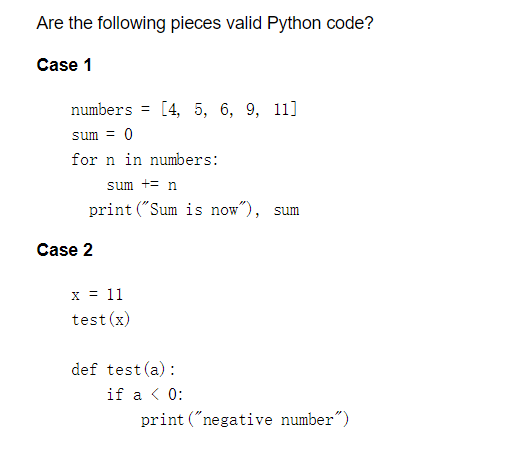 Are the following pieces valid Python code?
Case 1
numbers = [4, 5, 6, 9, 11]
sum = 0
for n in numbers:
    sum += n
  print("Sum is now"), sum
Case 2
x = 11
test(x)
def test(a):
    if a < 0:
        print("negative number")